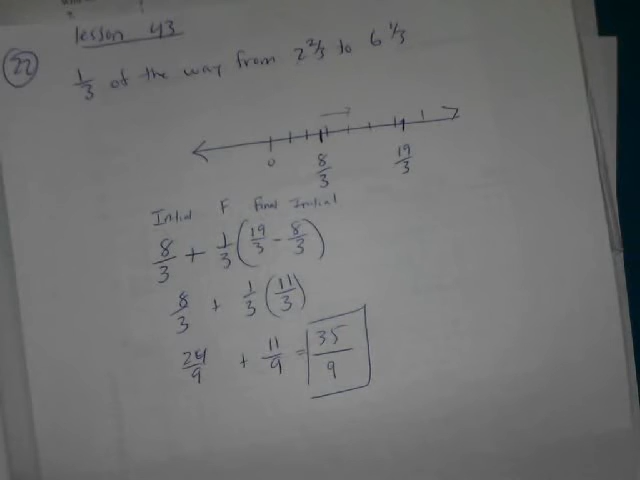 lesson 43
22
1/3 of the way from 2 2/3 to 6 1/3
0 8/3 19/3
Initial F Final Initial
8/3 + 1/3 (19/3 - 8/3)
8/3 + 1/3 (11/3)
24/9 + 11/9 = 35/9